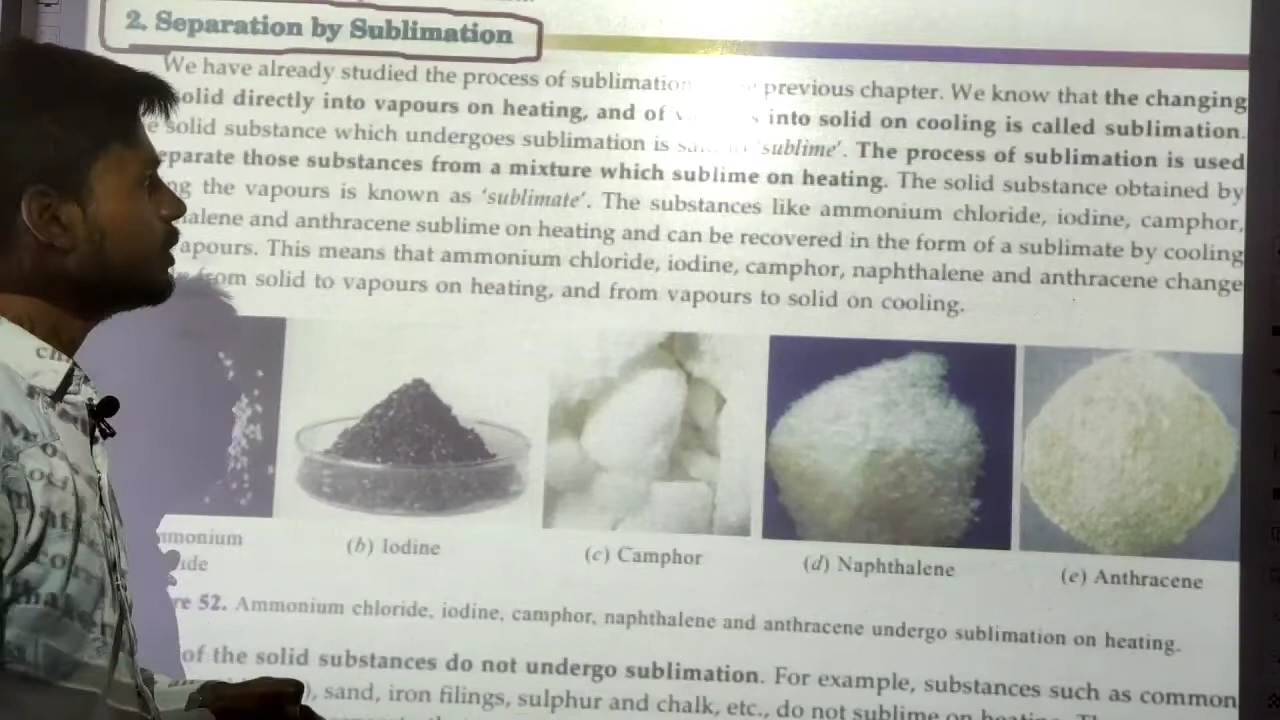 2. Separation by Sublimation
We have already studied the process of sublimation previous chapter. We know that the changing
olid directly into vapours on heating, and of into solid on cooling is called sublimation.
e solid substance which undergoes sublimation is 'sublime'. The process of sublimation is used
eparate those substances from a mixture which sublime on heating. The solid substance obtained by
ng the vapours is known as 'sublimate'. The substances like ammonium chloride, iodine, camphor,
alene and anthracene sublime on heating and can be recovered in the form of a sublimate by cooling
apours. This means that ammonium chloride, iodine, camphor, naphthalene and anthracene change
from solid to vapours on heating, and from vapours to solid on cooling.
mmonium
ide
(b) Iodine
(c) Camphor
(d) Naphthalene
(e) Anthracene
re 52. Ammonium chloride, iodine, camphor, naphthalene and anthracene undergo sublimation on heating.
of the solid substances do not undergo sublimation. For example, substances such as common
), sand, iron filings, sulphur and chalk, etc., do not sublime on heating.